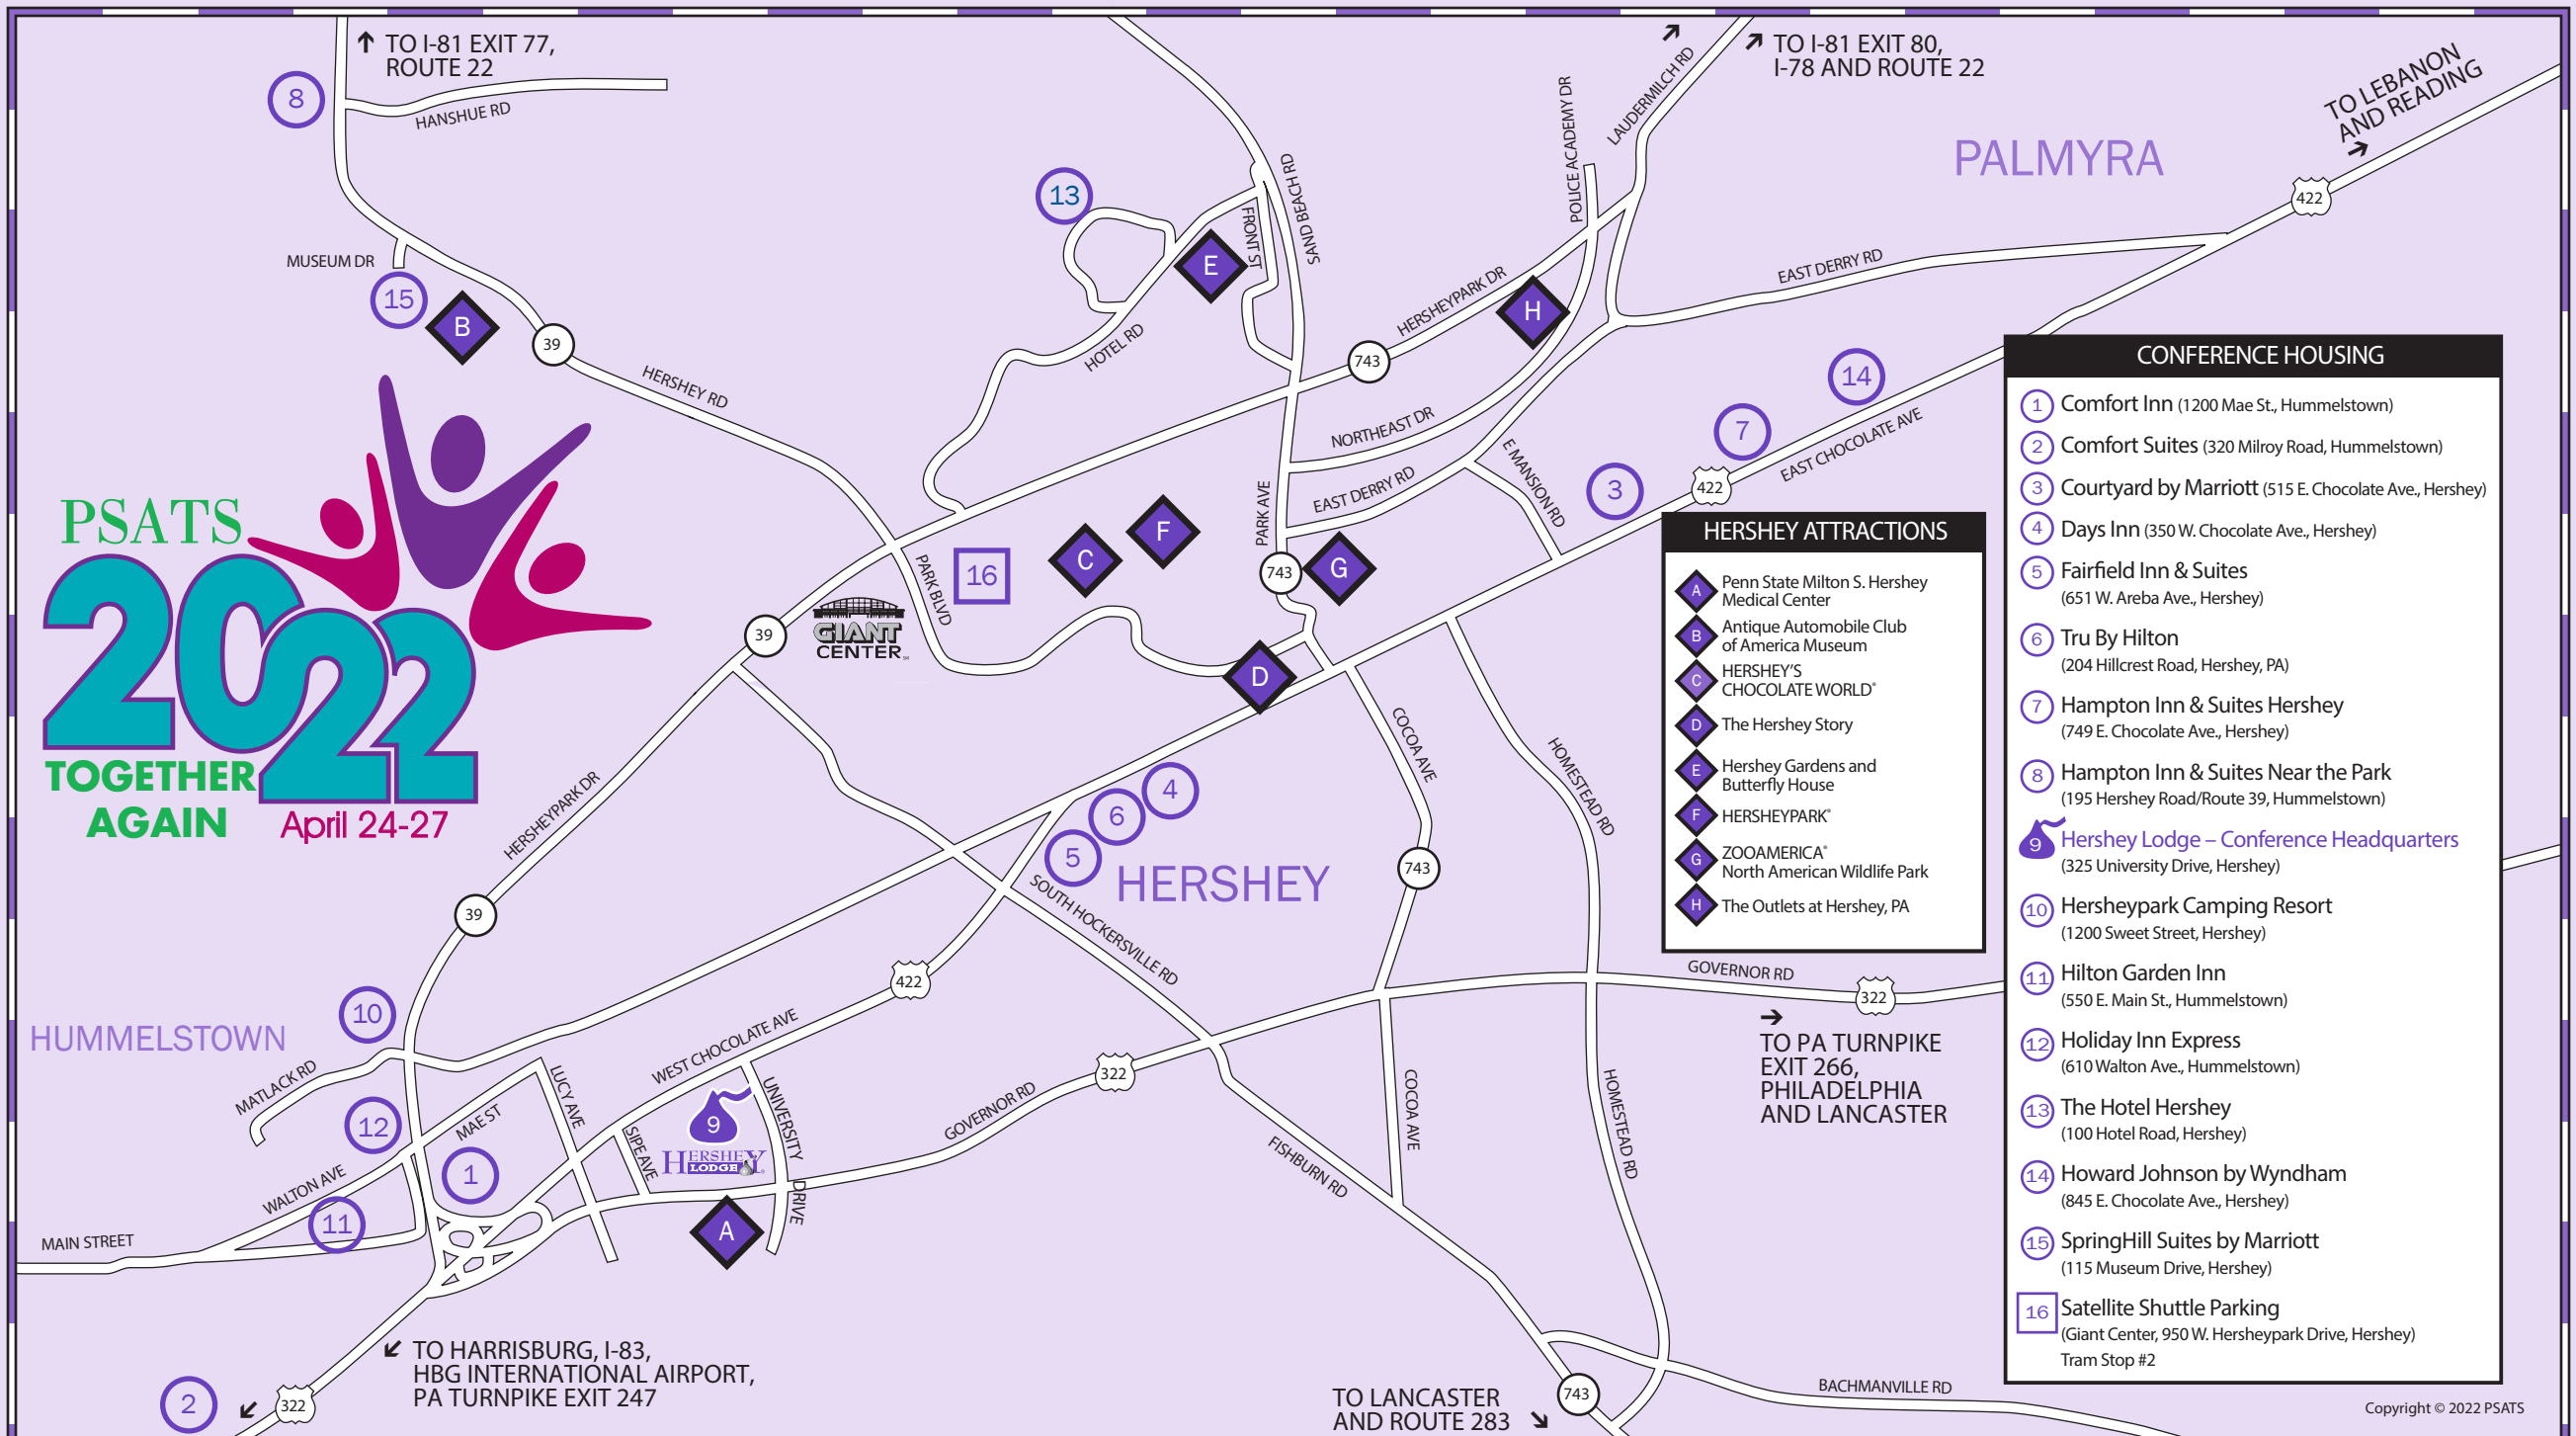 ↑ TO I-81 EXIT 77,
ROUTE 22
8
HANSHUE RD
MUSEUM DR
15
B
39
HERSHEY RD
13
E
FRONT ST
SAND BEACH RD
HOTEL RD
POLICE ACADEMY DR
LAUDERMILCH RD
TO I-81 EXIT 80,
I-78 AND ROUTE 22
PALMYRA
TO LEBANON
AND READING
422
EAST DERRY RD
HERSHEYPARK DR
H
743
NORTHEAST DR
EAST DERRY RD
E MANSION RD
PARK AVE
14
7
3
422
EAST CHOCOLATE AVE
PSATS
2022
TOGETHER
AGAIN
April 24-27
PARK BLVD
16
C
F
743
G
39
GIANT
CENTER™
D
COCOA AVE
HOMESTEAD RD
HERSHEYPARK DR
4
6
5
HERSHEY
SOUTH HOCKERSVILLE RD
743
39
422
10
HUMMELSTOWN
MATLACK RD
12
MAE ST
LUCY AVE
WEST CHOCOLATE AVE
SIPE AVE
9
HERSHEY
LODGE
UNIVERSITY
DRIVE
GOVERNOR RD
322
1
WALTON AVE
11
MAIN STREET
A
GOVERNOR RD
322
TO PA TURNPIKE
EXIT 266,
PHILADELPHIA
AND LANCASTER
COCOA AVE
HOMESTEAD RD
FISHBURN RD
TO HARRISBURG, I-83,
HBG INTERNATIONAL AIRPORT,
PA TURNPIKE EXIT 247
2
322
TO LANCASTER
AND ROUTE 283
743
BACHMANVILLE RD
HERSHEY ATTRACTIONS
A Penn State Milton S. Hershey
Medical Center
B Antique Automobile Club
of America Museum
C HERSHEY'S
CHOCOLATE WORLD®
D The Hershey Story
E Hershey Gardens and
Butterfly House
F HERSHEYPARK®
G ZOOAMERICA®
North American Wildlife Park
H The Outlets at Hershey, PA
CONFERENCE HOUSING
1 Comfort Inn (1200 Mae St., Hummelstown)
2 Comfort Suites (320 Milroy Road, Hummelstown)
3 Courtyard by Marriott (515 E. Chocolate Ave., Hershey)
4 Days Inn (350 W. Chocolate Ave., Hershey)
5 Fairfield Inn & Suites
(651 W. Areba Ave., Hershey)
6 Tru By Hilton
(204 Hillcrest Road, Hershey, PA)
7 Hampton Inn & Suites Hershey
(749 E. Chocolate Ave., Hershey)
8 Hampton Inn & Suites Near the Park
(195 Hershey Road/Route 39, Hummelstown)
9 Hershey Lodge – Conference Headquarters
(325 University Drive, Hershey)
10 Hersheypark Camping Resort
(1200 Sweet Street, Hershey)
11 Hilton Garden Inn
(550 E. Main St., Hummelstown)
12 Holiday Inn Express
(610 Walton Ave., Hummelstown)
13 The Hotel Hershey
(100 Hotel Road, Hershey)
14 Howard Johnson by Wyndham
(845 E. Chocolate Ave., Hershey)
15 SpringHill Suites by Marriott
(115 Museum Drive, Hershey)
16 Satellite Shuttle Parking
(Giant Center, 950 W. Hersheypark Drive, Hershey)
Tram Stop #2
Copyright © 2022 PSATS